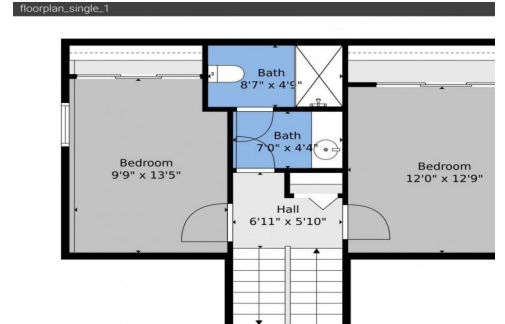 floorplan_single_1
Bath
8'7" x 4'9"
Bath
7'0" x 4'4"
Bedroom
9'9" x 13'5"
Bedroom
12'0" x 12'9"
Hall
6'11" x 5'10"